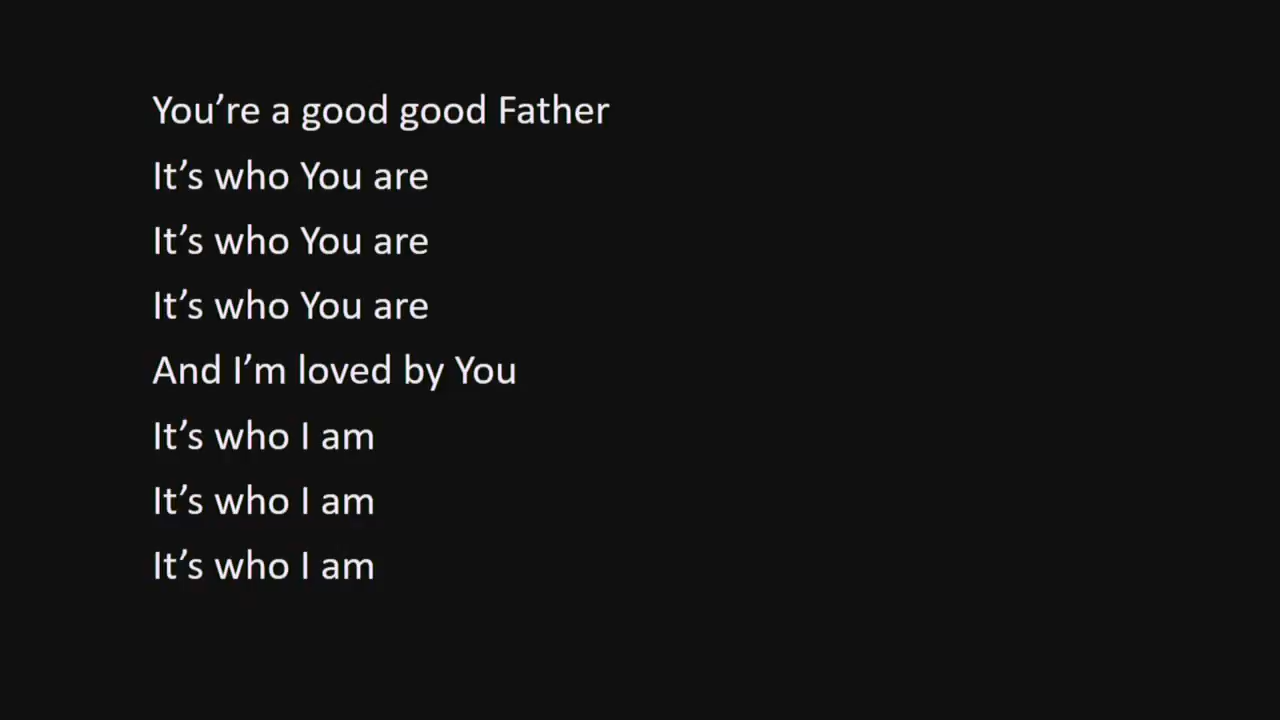 You’re a good good Father
It’s who You are
It’s who You are
It’s who You are
And I’m loved by You
It’s who I am
It’s who I am
It’s who I am